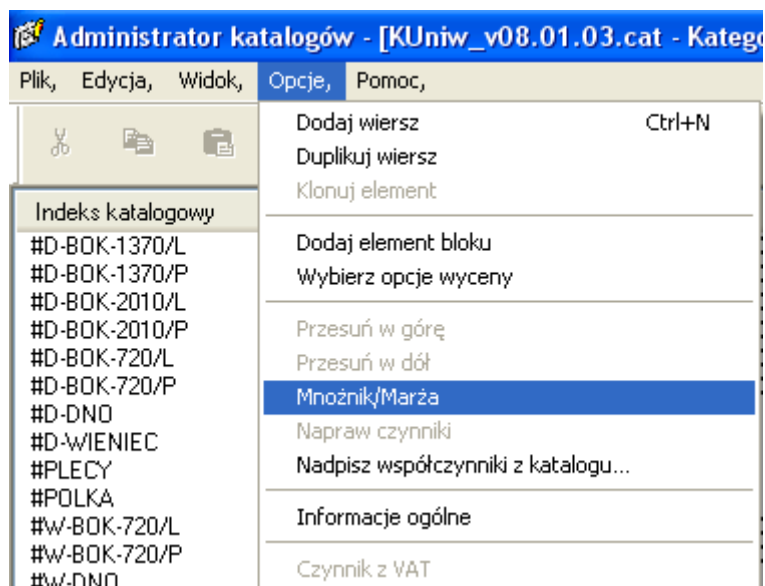 Administrator katalogów - [KUniw_v08.01.03.cat - Katego
Plik, Edycja, Widok, Opcje, Pomoc,
Dodaj wiersz Ctrl+N
Duplikuj wiersz
Klonuj element
Dodaj element bloku
Wybierz opcje wyceny
Przesuń w górę
Przesuń w dół
Mnożnik/Marża
Napraw czynniki
Nadpisz współczynniki z katalogu...
Informacje ogólne
Czynnik z VAT
Indeks katalogowy
#D-BOK-1370/L
#D-BOK-1370/P
#D-BOK-2010/L
#D-BOK-2010/P
#D-BOK-720/L
#D-BOK-720/P
#D-DNO
#D-WIENIEC
#PLECY
#POLKA
#W-BOK-720/L
#W-BOK-720/P
#W-DNO